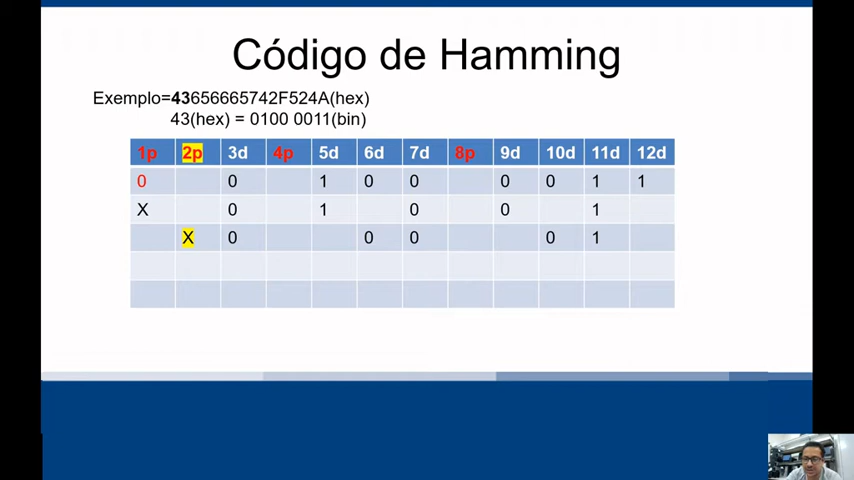 Código de Hamming
Exemplo=43656665742F524A(hex)
43(hex) = 0100 0011(bin)
1p 2p 3d 4p 5d 6d 7d 8p 9d 10d 11d 12d
0 0 1 0 0 0 0 1 1
X 0 1 0 0 1
X 0 0 0 0 1